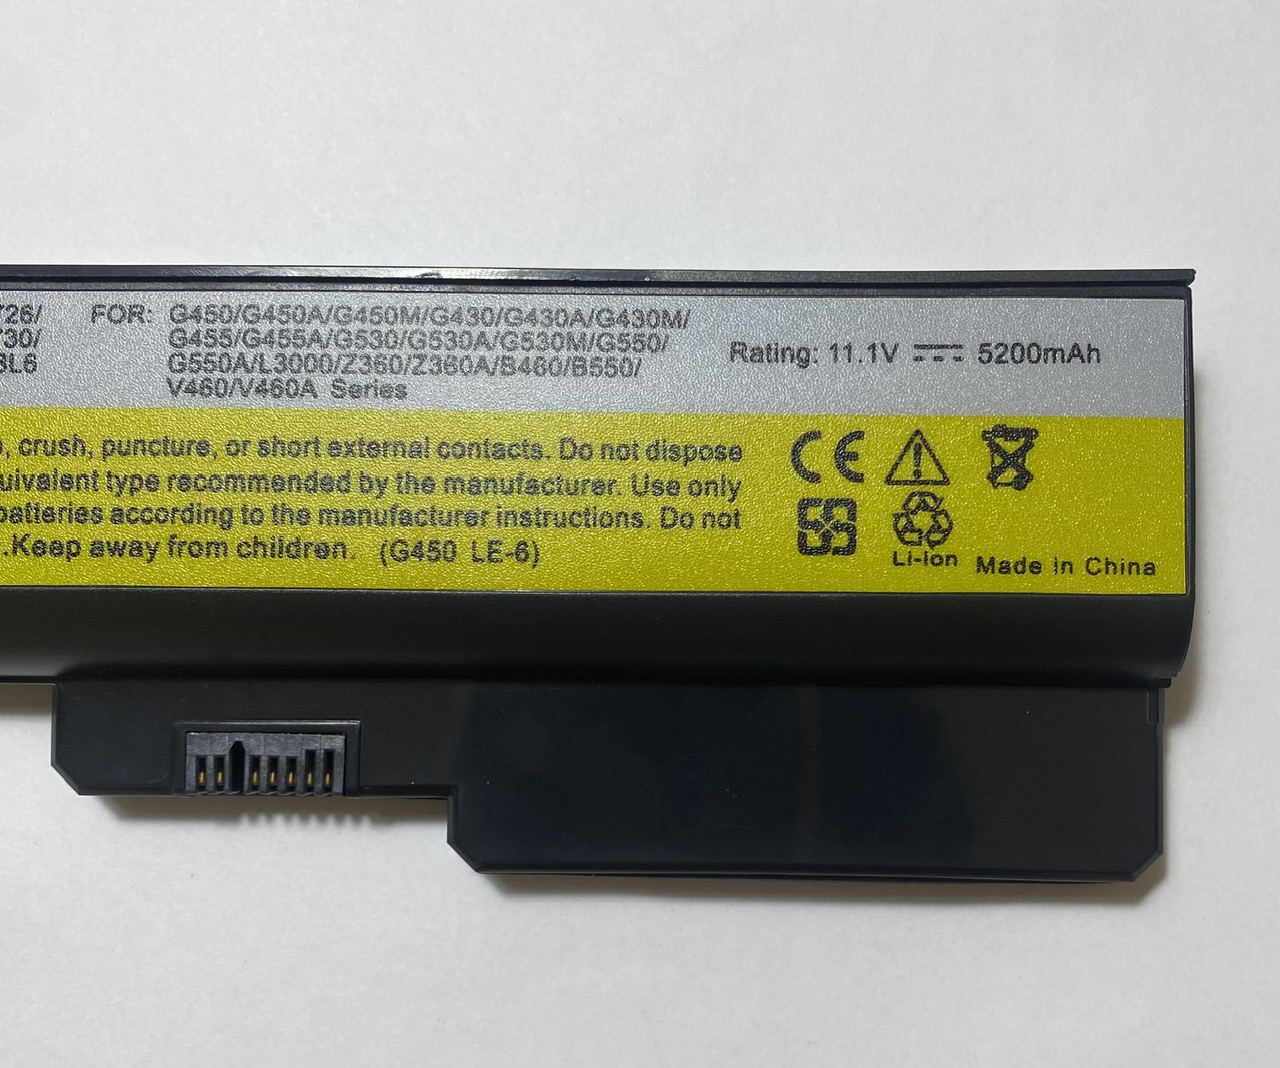 726/
730/
3L6
FOR: G450/G450A/G450M/G430/G430A/G430M/
G455/G455A/G530/G530A/G530M/G550/
G550A/L3000/Z360/Z360A/B460/B550/
V460/V460A Series
Rating: 11.1V ⎓ 5200mAh
, crush, puncture, or short external contacts. Do not dispose
uivalent type recommended by the manufacturer. Use only
batteries according to the manufacturer instructions. Do not
.Keep away from children. (G450 LE-6)
CE
Li-Ion
Made in China